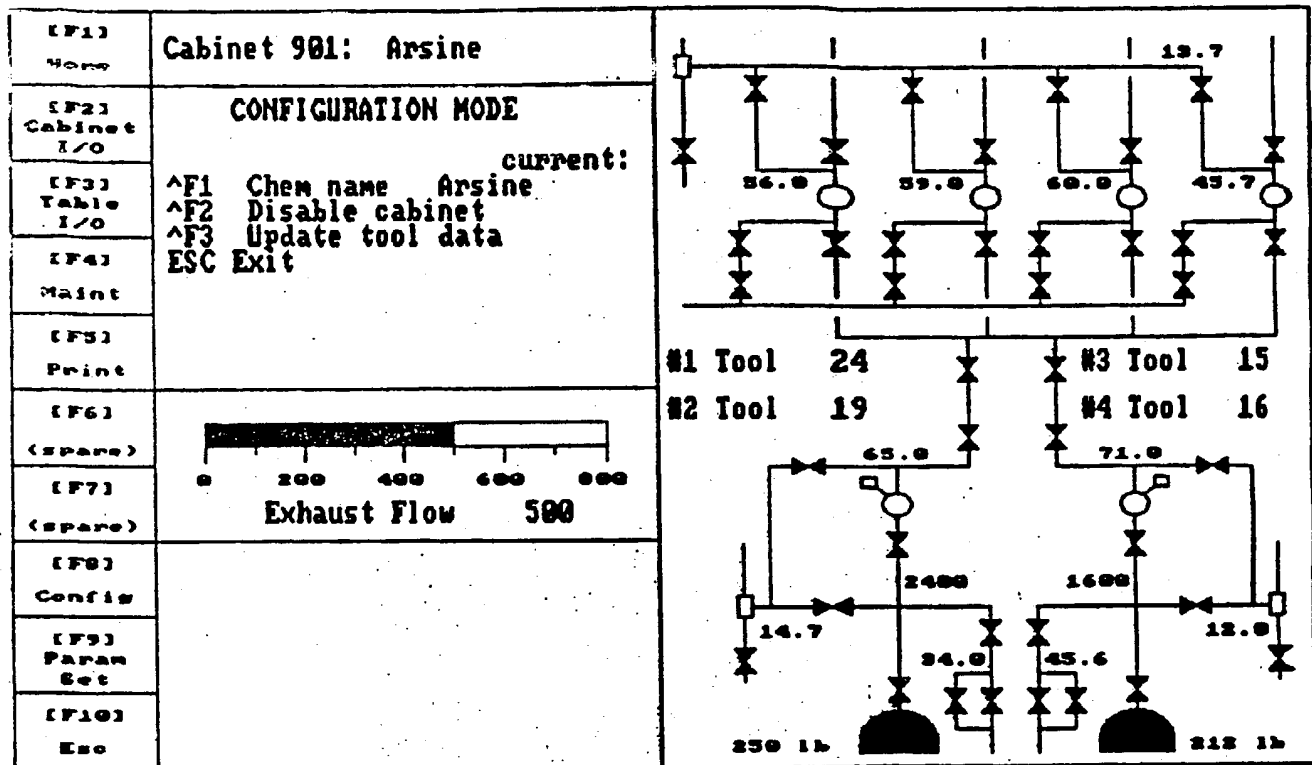 [F1]
Home
[F2]
Cabinet
I/O
[F3]
Table
I/O
[F4]
Maint
[F5]
Print
[F6]
(spare)
[F7]
(spare)
[F8]
Config
[F9]
Param
Set
[F10]
Esc
Cabinet 901: Arsine
CONFIGURATION MODE
current:
^F1 Chem name Arsine
^F2 Disable cabinet
^F3 Update tool data
ESC Exit
0 200 400 600 800
Exhaust Flow 500
13.7
56.0 59.0 60.0 45.7
#1 Tool 24 #3 Tool 15
#2 Tool 19 #4 Tool 16
65.0 71.0
2400 1600
14.7 12.0
94.0 45.6
250 lb 212 lb